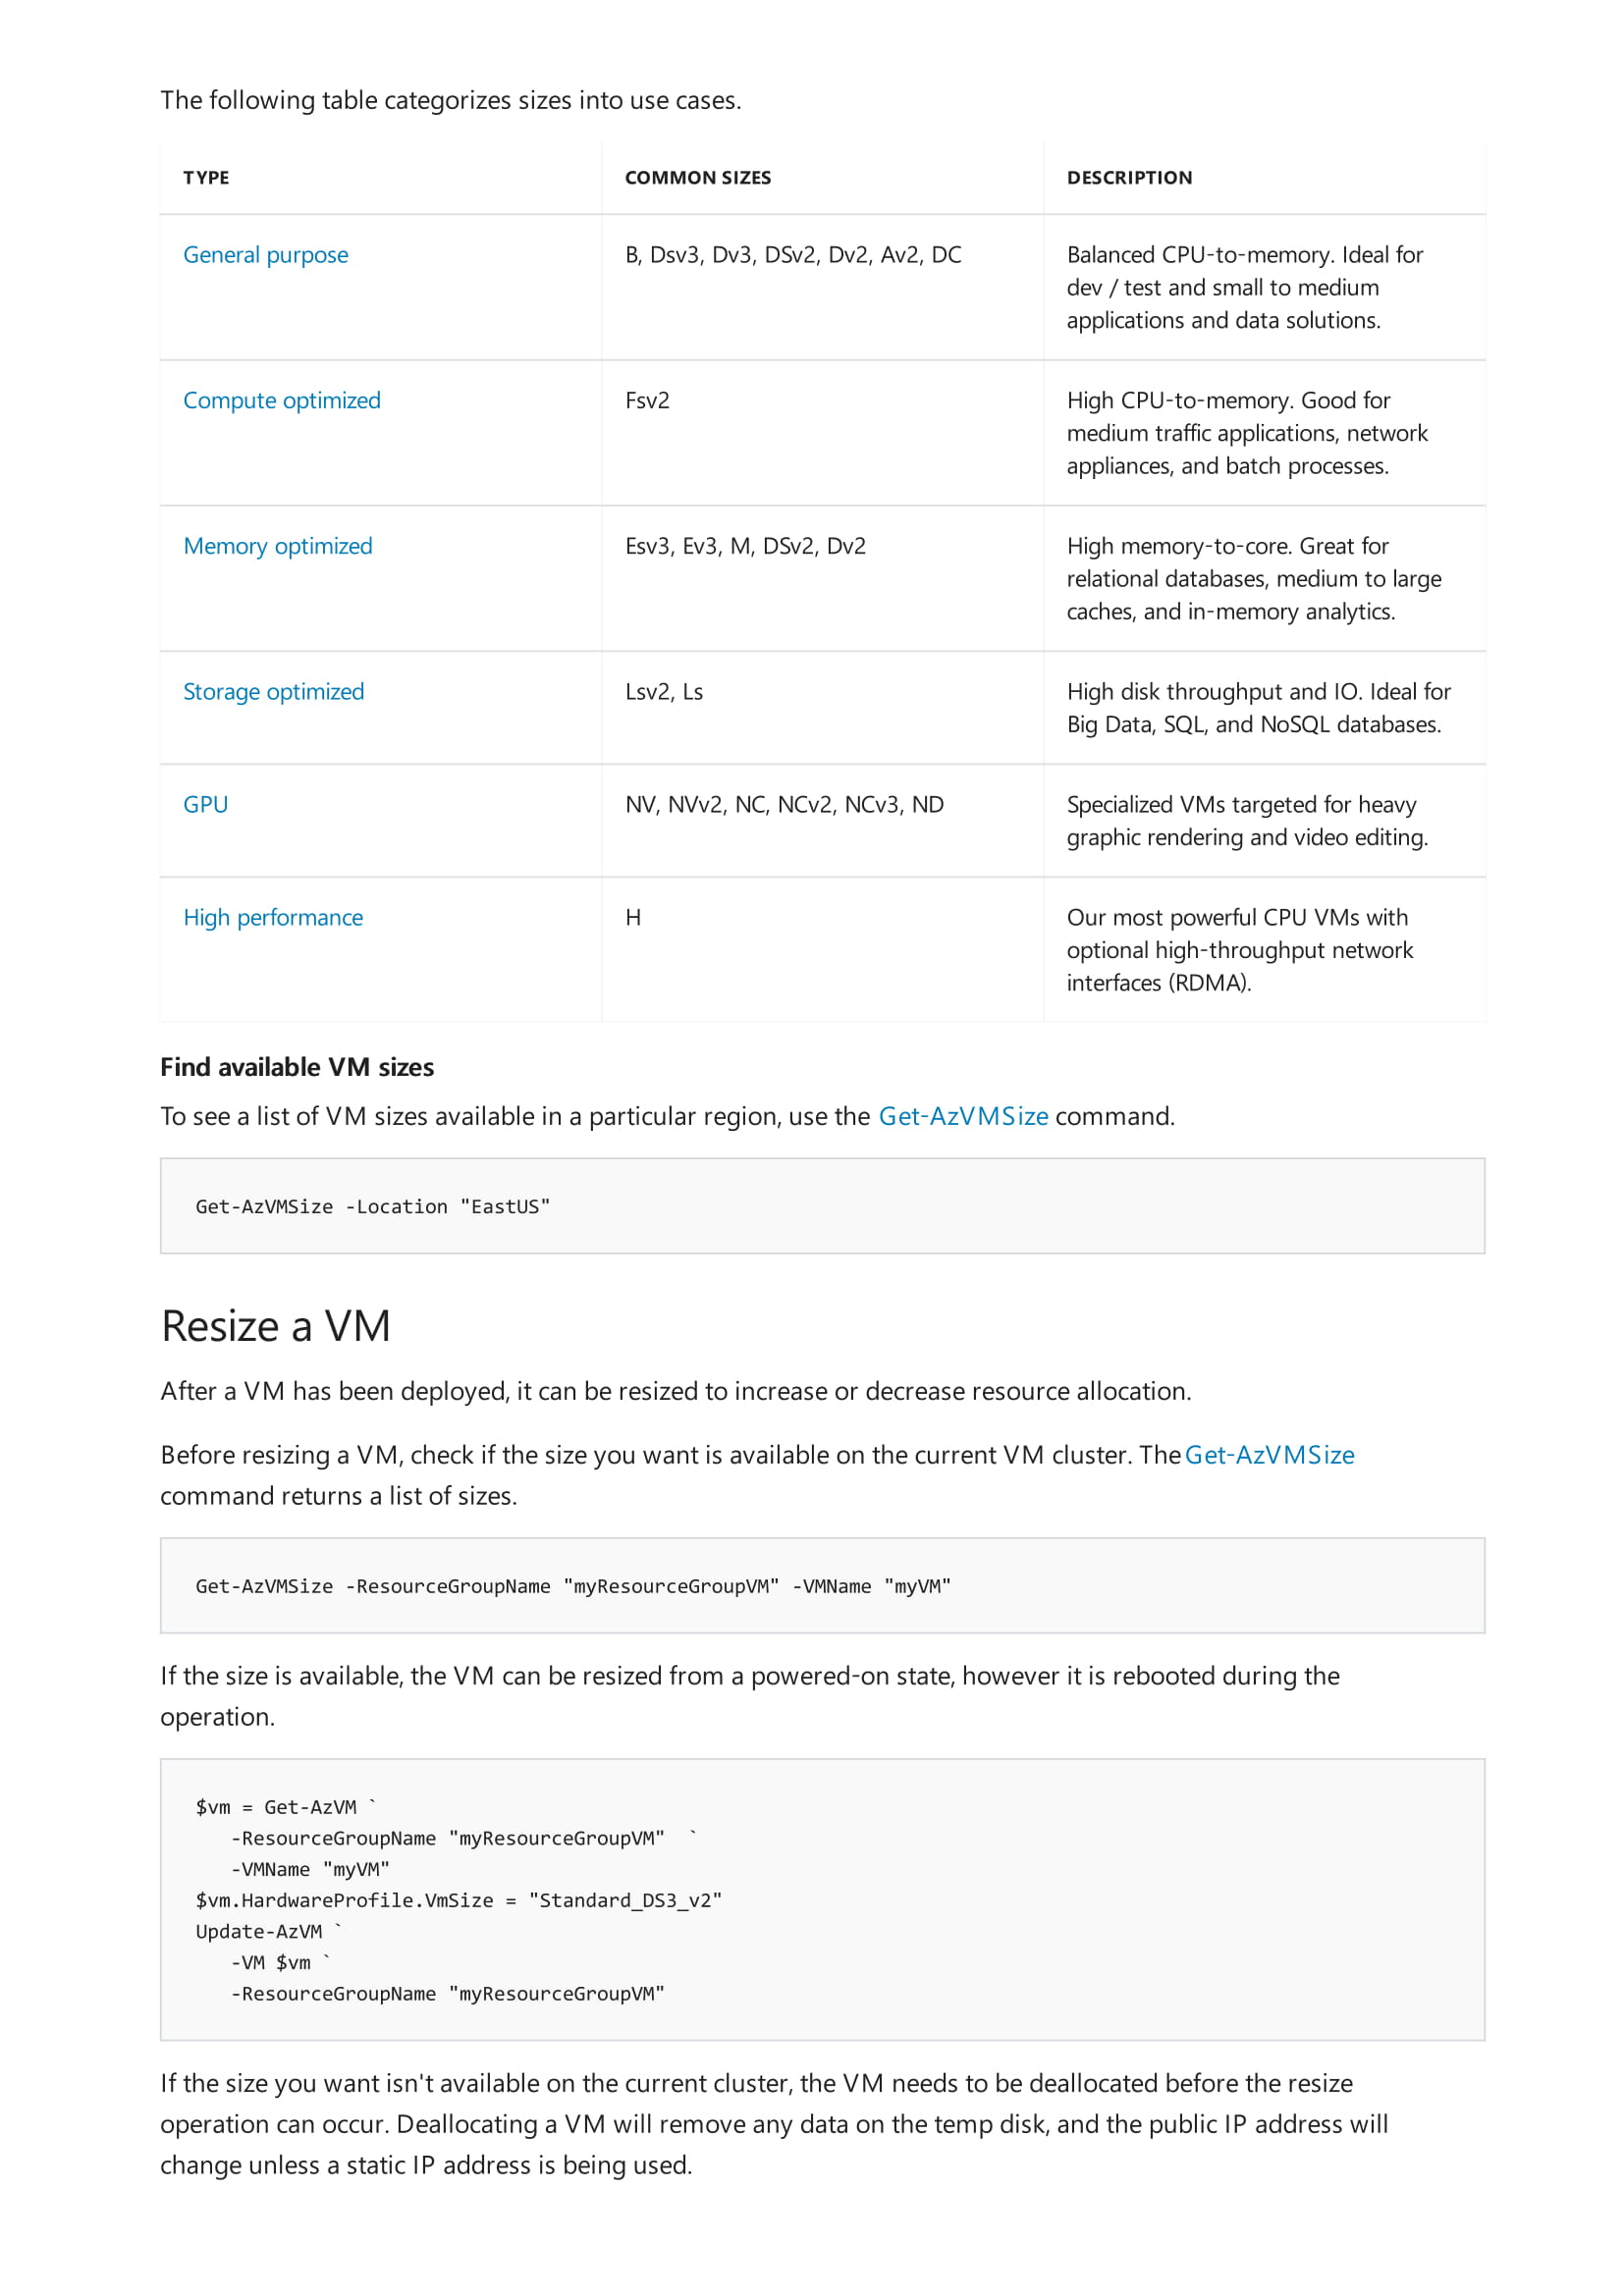 The following table categorizes sizes into use cases.
TYPE
COMMON SIZES
DESCRIPTION
General purpose
B, Dsv3, Dv3, DSv2, Dv2, Av2, DC
Balanced CPU-to-memory. Ideal for
dev / test and small to medium
applications and data solutions.
Compute optimized
Fsv2
High CPU-to-memory. Good for
medium traffic applications, network
appliances, and batch processes.
Memory optimized
Esv3, Ev3, M, DSv2, Dv2
High memory-to-core. Great for
relational databases, medium to large
caches, and in-memory analytics.
Storage optimized
Lsv2, Ls
High disk throughput and IO. Ideal for
Big Data, SQL, and NoSQL databases.
GPU
NV, NVv2, NC, NCv2, NCv3, ND
Specialized VMs targeted for heavy
graphic rendering and video editing.
High performance
H
Our most powerful CPU VMs with
optional high-throughput network
interfaces (RDMA).
Find available VM sizes
To see a list of VM sizes available in a particular region, use the Get-AzVMSize command.
Get-AzVMSize -Location "EastUS"
Resize a VM
After a VM has been deployed, it can be resized to increase or decrease resource allocation.
Before resizing a VM, check if the size you want is available on the current VM cluster. The Get-AzVMSize
command returns a list of sizes.
Get-AzVMSize -ResourceGroupName "myResourceGroupVM" -VMName "myVM"
If the size is available, the VM can be resized from a powered-on state, however it is rebooted during the
operation.
$vm = Get-AzVM `
   -ResourceGroupName "myResourceGroupVM"  `
   -VMName "myVM"
$vm.HardwareProfile.VmSize = "Standard_DS3_v2"
Update-AzVM `
   -VM $vm `
   -ResourceGroupName "myResourceGroupVM"
If the size you want isn't available on the current cluster, the VM needs to be deallocated before the resize
operation can occur. Deallocating a VM will remove any data on the temp disk, and the public IP address will
change unless a static IP address is being used.